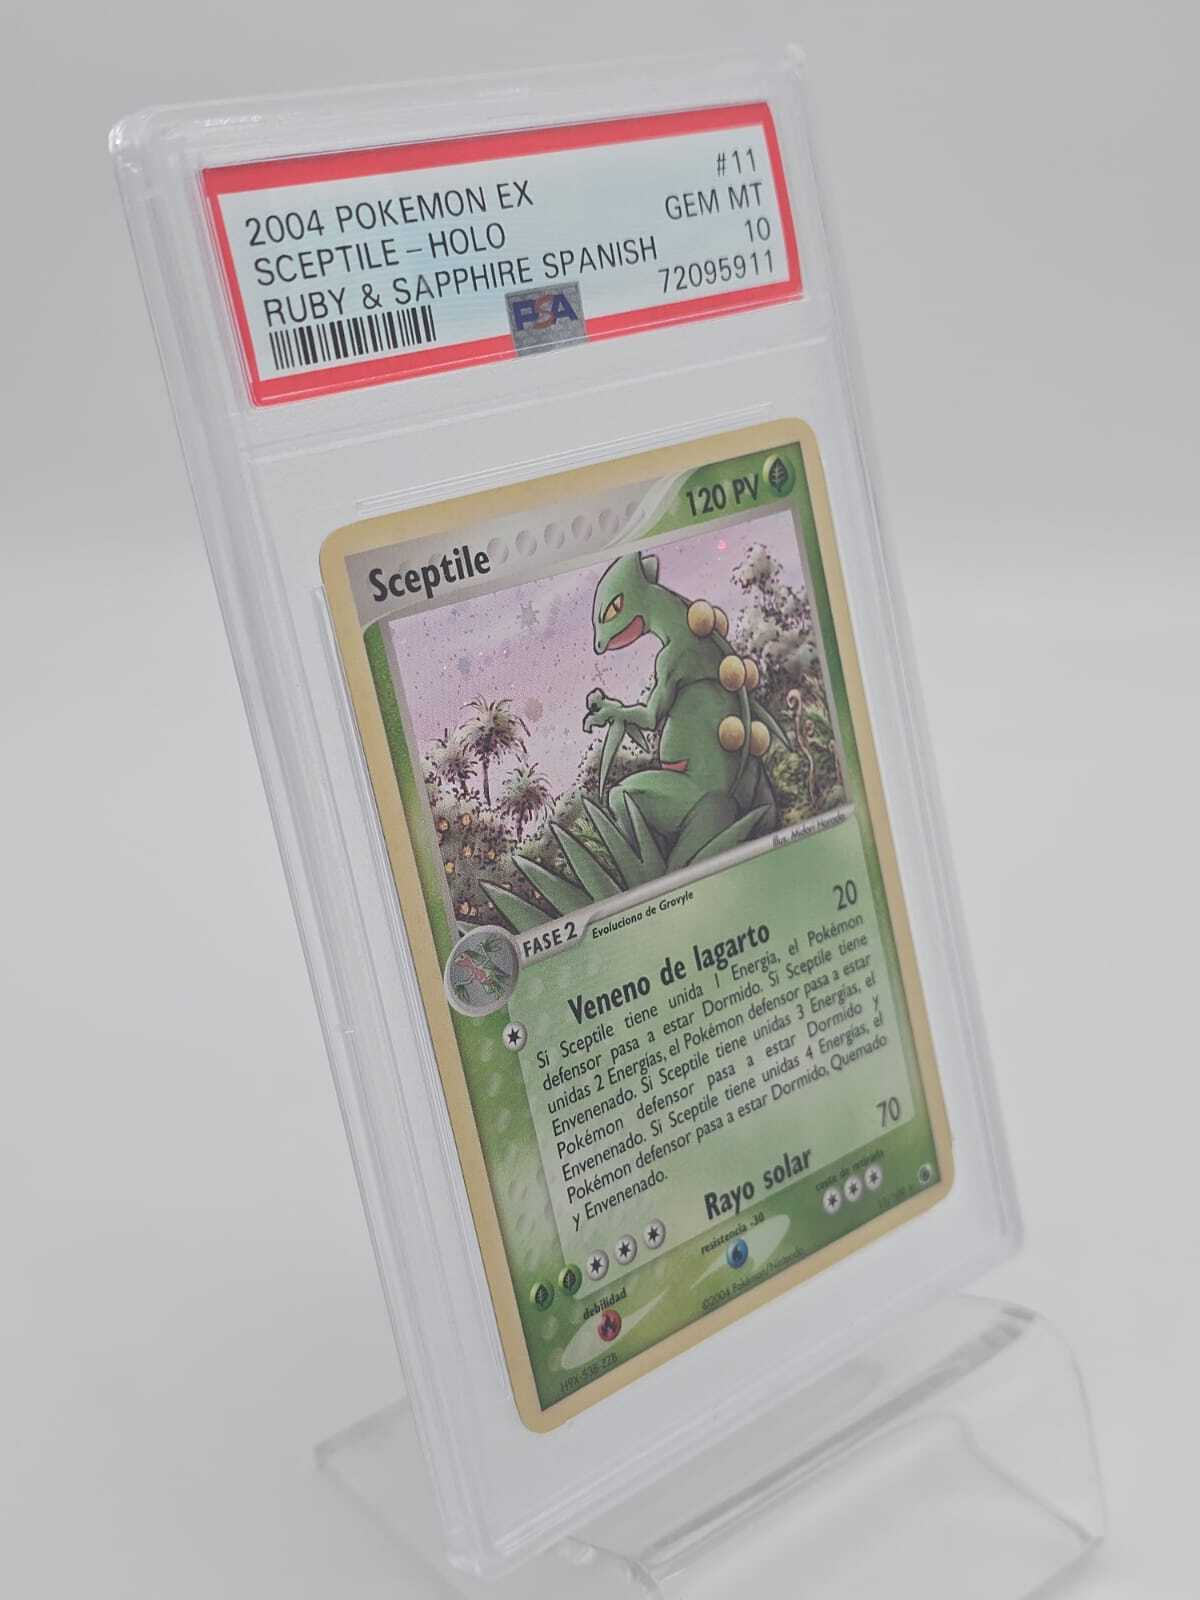 2004 POKEMON EX #11
SCEPTILE - HOLO GEM MT
RUBY & SAPPHIRE SPANISH 10
PSA 72095911
Sceptile 120 PV
Illus. Midori Harada
FASE 2 Evoluciona de Grovyle
Veneno de lagarto 20
Si Sceptile tiene unida 1 Energía, el Pokémon
defensor pasa a estar Dormido. Si Sceptile tiene
unidas 2 Energías, el Pokémon defensor pasa a estar
Envenenado. Si Sceptile tiene unidas 3 Energías, el
Pokémon defensor pasa a estar Dormido y
Envenenado. Si Sceptile tiene unidas 4 Energías, el
Pokémon defensor pasa a estar Dormido, Quemado
y Envenenado.
Rayo solar 70
debilidad resistencia -30 coste de retirada
©2004 Pokémon/Nintendo